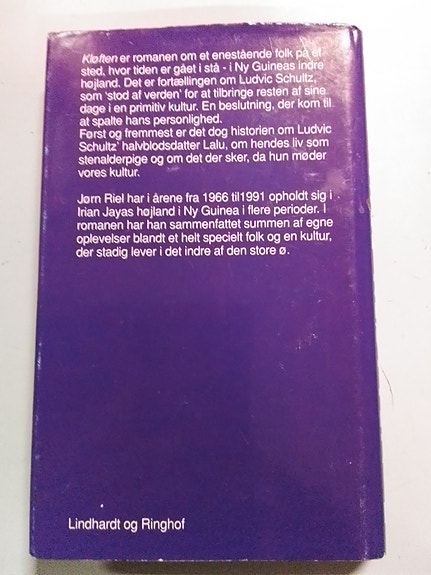 Kløften er romanen om et enestående folk på et
sted, hvor tiden er gået i stå - i Ny Guineas indre
højland. Det er fortællingen om Ludvic Schultz,
som 'stod af verden' for at tilbringe resten af sine
dage i en primitiv kultur. En beslutning, der kom til
at spalte hans personlighed.
Først og fremmest er det dog historien om Ludvic
Schultz' halvblodsdatter Lalu, om hendes liv som
stenalderpige og om det der sker, da hun møder
vores kultur.
Jørn Riel har i årene fra 1966 til1991 opholdt sig i
Irian Jayas højland i Ny Guinea i flere perioder. I
romanen har han sammenfattet summen af egne
oplevelser blandt et helt specielt folk og en kultur,
der stadig lever i det indre af den store ø.
Lindhardt og Ringhof